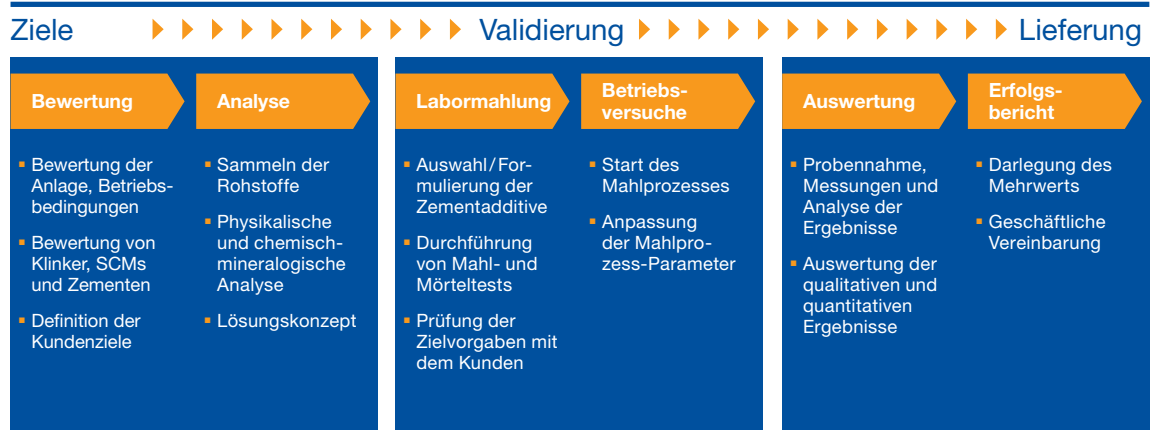 Ziele Validierung Lieferung
Bewertung
Bewertung der
Anlage, Betriebs-
bedingungen
Bewertung von
Klinker, SCMs
und Zementen
Definition der
Kundenziele
Analyse
Sammeln der
Rohstoffe
Physikalische
und chemisch-
mineralogische
Analyse
Lösungskonzept
Labormahlung
Auswahl/For-
mulierung der
Zementadditive
Durchführung
von Mahl- und
Mörteltests
Prüfung der
Zielvorgaben mit
dem Kunden
Betriebs-
versuche
Start des
Mahlprozesses
Anpassung
der Mahlpro-
zess-Parameter
Auswertung
Probennahme,
Messungen und
Analyse der
Ergebnisse
Auswertung der
qualitativen und
quantitativen
Ergebnisse
Erfolgs-
bericht
Darlegung des
Mehrwerts
Geschäftliche
Vereinbarung